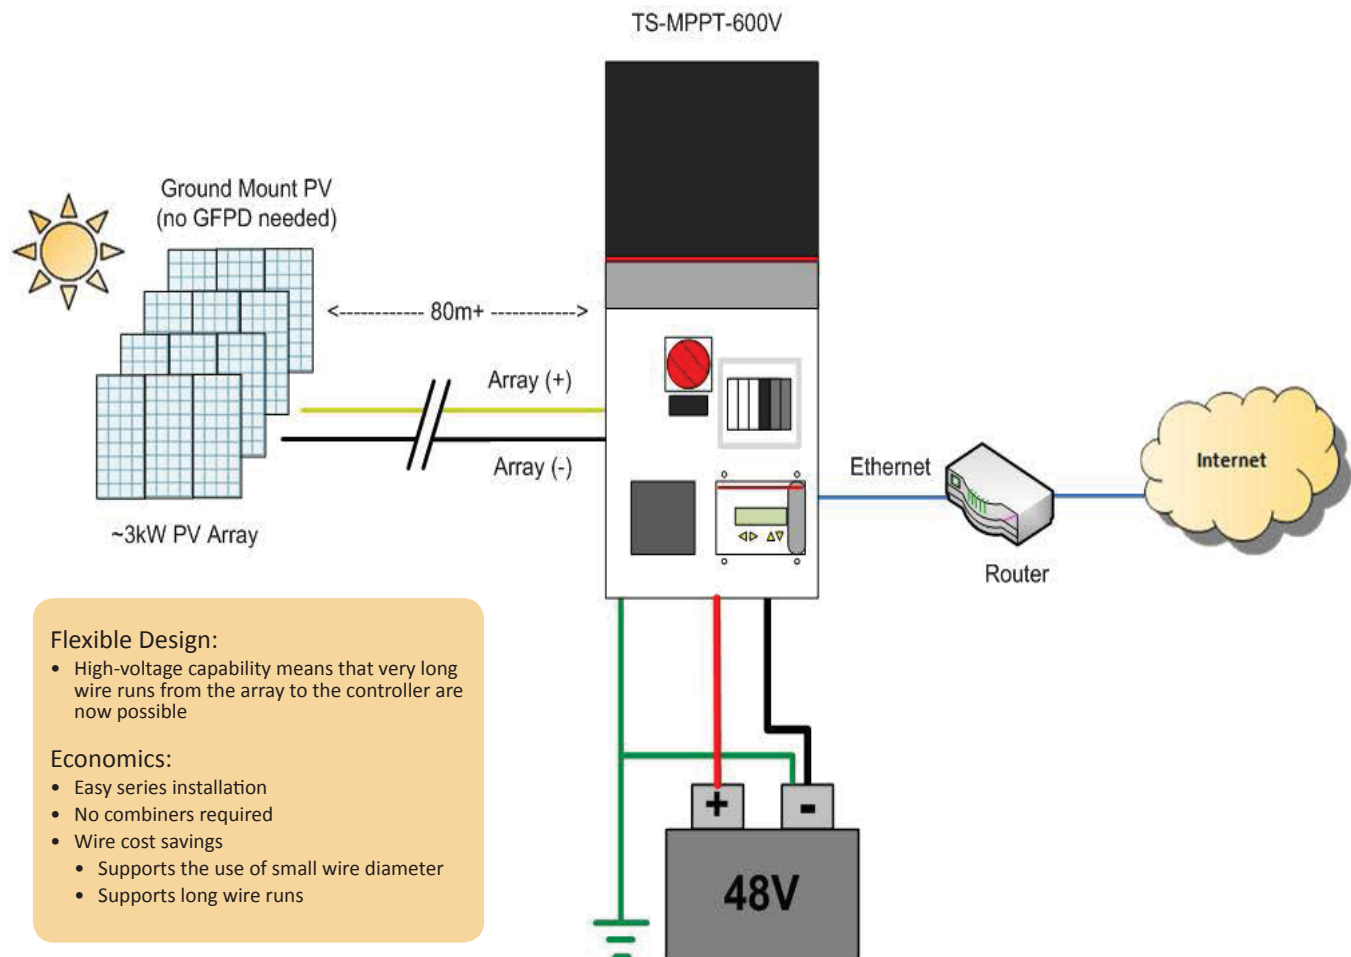 TS-MPPT-600V
Ground Mount PV
(no GFPD needed)
<------------ 80m+ ------------>
Array (+)
Array (-)
~3kW PV Array
Ethernet
Router
Internet
Flexible Design:
• High-voltage capability means that very long
wire runs from the array to the controller are
now possible
Economics:
• Easy series installation
• No combiners required
• Wire cost savings
• Supports the use of small wire diameter
• Supports long wire runs
+
-
48V